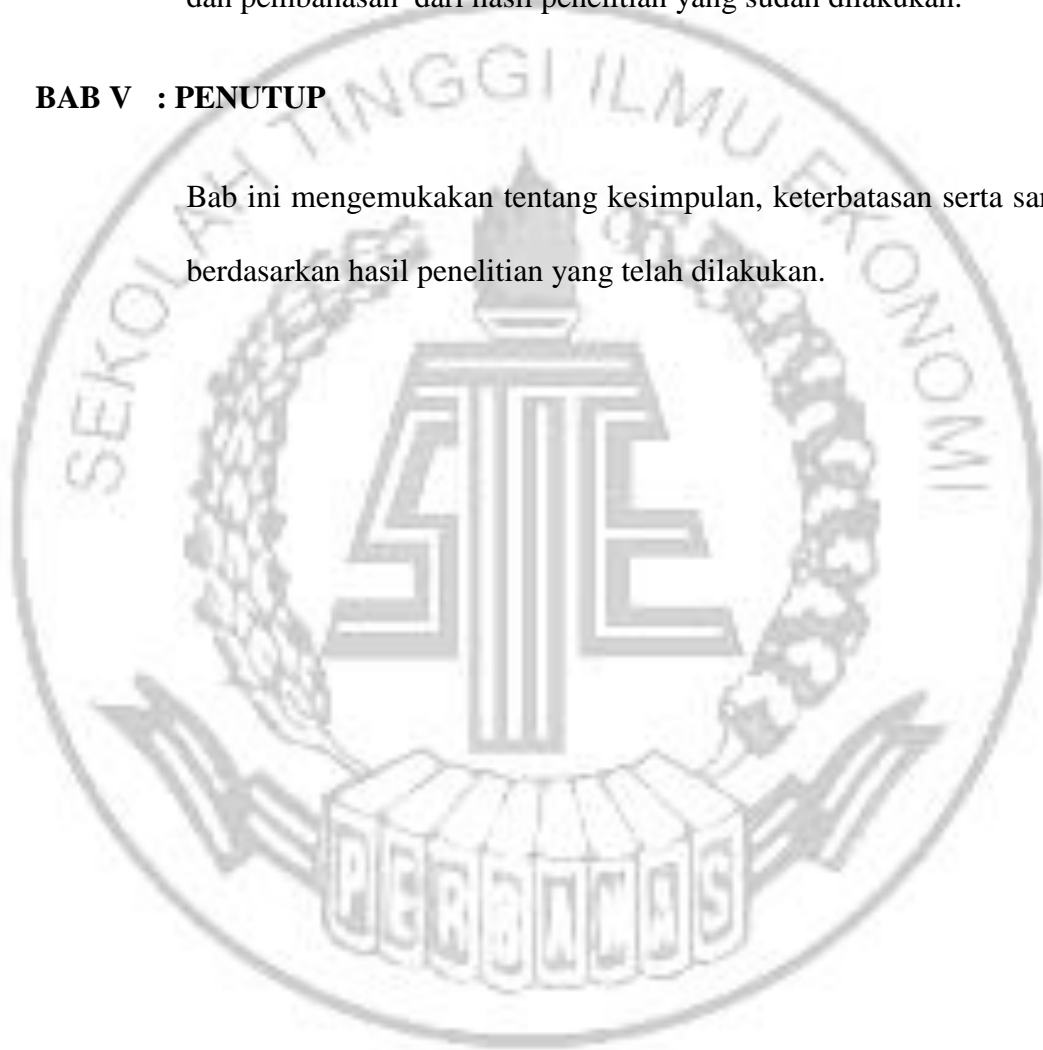 dan pembahasan dari hasil penelitian yang sudah dilakukan.
BAB V : PENUTUP
Bab ini mengemukakan tentang kesimpulan, keterbatasan serta
berdasarkan hasil penelitian yang telah dilakukan.
SEKOLAH TINGGI ILMU EKONOMI
STIE
PERBANAS